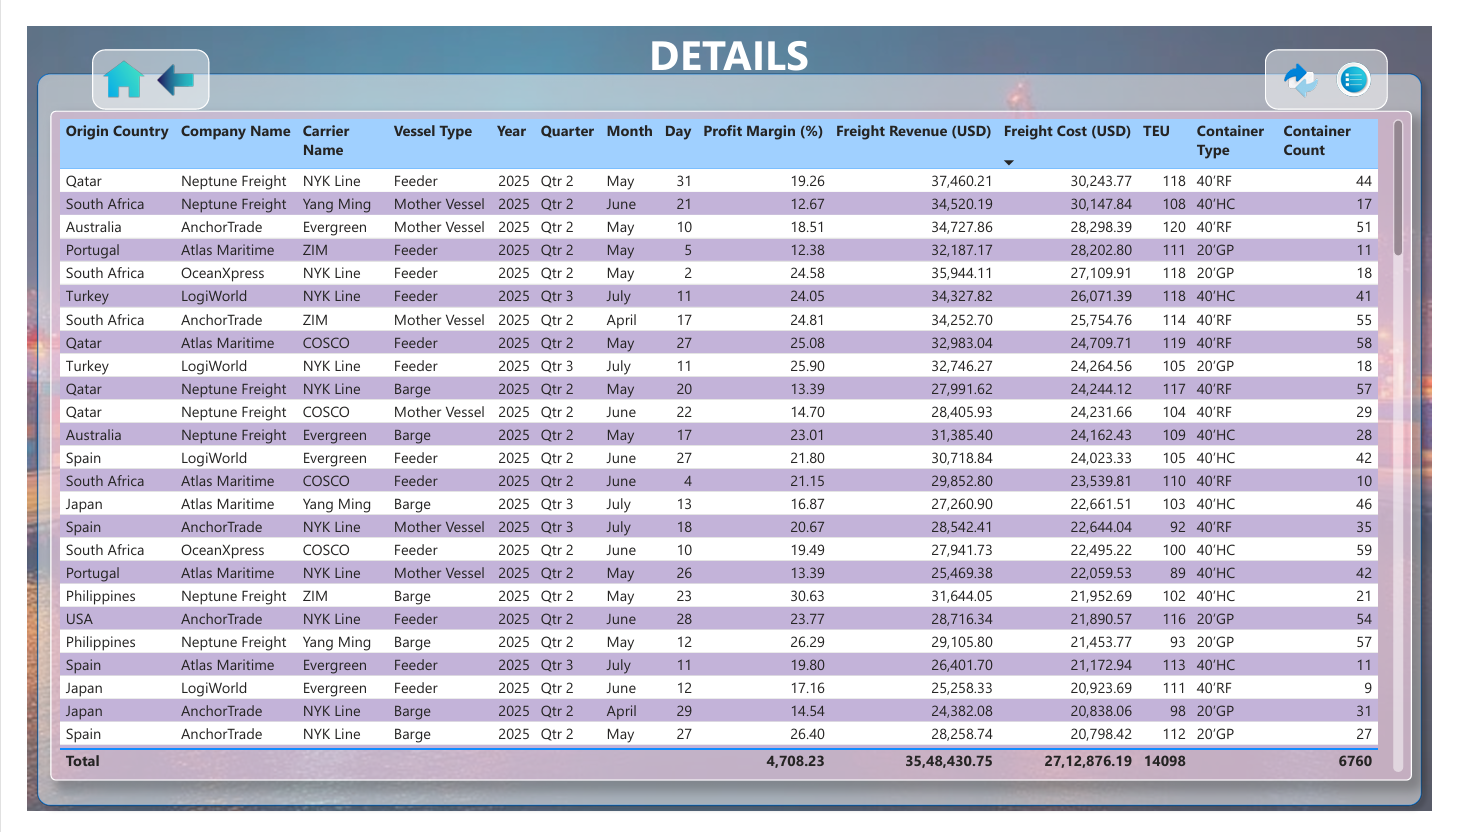 DETAILS
Origin Country Company Name Carrier Name Vessel Type Year Quarter Month Day Profit Margin (%) Freight Revenue (USD) Freight Cost (USD) TEU Container Type Container Count
Qatar Neptune Freight NYK Line Feeder 2025 Qtr 2 May 31 19.26 37,460.21 30,243.77 118 40'RF 44
South Africa Neptune Freight Yang Ming Mother Vessel 2025 Qtr 2 June 21 12.67 34,520.19 30,147.84 108 40'HC 17
Australia AnchorTrade Evergreen Mother Vessel 2025 Qtr 2 May 10 18.51 34,727.86 28,298.39 120 40'RF 51
Portugal Atlas Maritime ZIM Feeder 2025 Qtr 2 May 5 12.38 32,187.17 28,202.80 111 20'GP 11
South Africa OceanXpress NYK Line Feeder 2025 Qtr 2 May 2 24.58 35,944.11 27,109.91 118 20'GP 18
Turkey LogiWorld NYK Line Feeder 2025 Qtr 3 July 11 24.05 34,327.82 26,071.39 118 40'HC 41
South Africa AnchorTrade ZIM Mother Vessel 2025 Qtr 2 April 17 24.81 34,252.70 25,754.76 114 40'RF 55
Qatar Atlas Maritime COSCO Feeder 2025 Qtr 2 May 27 25.08 32,983.04 24,709.71 119 40'RF 58
Turkey LogiWorld NYK Line Feeder 2025 Qtr 3 July 11 25.90 32,746.27 24,264.56 105 20'GP 18
Qatar Neptune Freight NYK Line Barge 2025 Qtr 2 May 20 13.39 27,991.62 24,244.12 117 40'RF 57
Qatar Neptune Freight COSCO Mother Vessel 2025 Qtr 2 June 22 14.70 28,405.93 24,231.66 104 40'RF 29
Australia Neptune Freight Evergreen Barge 2025 Qtr 2 May 17 23.01 31,385.40 24,162.43 109 40'HC 28
Spain LogiWorld Evergreen Feeder 2025 Qtr 2 June 27 21.80 30,718.84 24,023.33 105 40'HC 42
South Africa Atlas Maritime COSCO Feeder 2025 Qtr 2 June 4 21.15 29,852.80 23,539.81 110 40'RF 10
Japan Atlas Maritime Yang Ming Barge 2025 Qtr 3 July 13 16.87 27,260.90 22,661.51 103 40'HC 46
Spain AnchorTrade NYK Line Mother Vessel 2025 Qtr 3 July 18 20.67 28,542.41 22,644.04 92 40'RF 35
South Africa OceanXpress COSCO Feeder 2025 Qtr 2 June 10 19.49 27,941.73 22,495.22 100 40'HC 59
Portugal Atlas Maritime NYK Line Mother Vessel 2025 Qtr 2 May 26 13.39 25,469.38 22,059.53 89 40'HC 42
Philippines Neptune Freight ZIM Barge 2025 Qtr 2 May 23 30.63 31,644.05 21,952.69 102 40'HC 21
USA AnchorTrade NYK Line Feeder 2025 Qtr 2 June 28 23.77 28,716.34 21,890.57 116 20'GP 54
Philippines Neptune Freight Yang Ming Barge 2025 Qtr 2 May 12 26.29 29,105.80 21,453.77 93 20'GP 57
Spain Atlas Maritime Evergreen Feeder 2025 Qtr 3 July 11 19.80 26,401.70 21,172.94 113 40'HC 11
Japan LogiWorld Evergreen Feeder 2025 Qtr 2 June 12 17.16 25,258.33 20,923.69 111 40'RF 9
Japan AnchorTrade NYK Line Barge 2025 Qtr 2 April 29 14.54 24,382.08 20,838.06 98 20'GP 31
Spain AnchorTrade NYK Line Barge 2025 Qtr 2 May 27 26.40 28,258.74 20,798.42 112 20'GP 27
Total 4,708.23 35,48,430.75 27,12,876.19 14098 6760